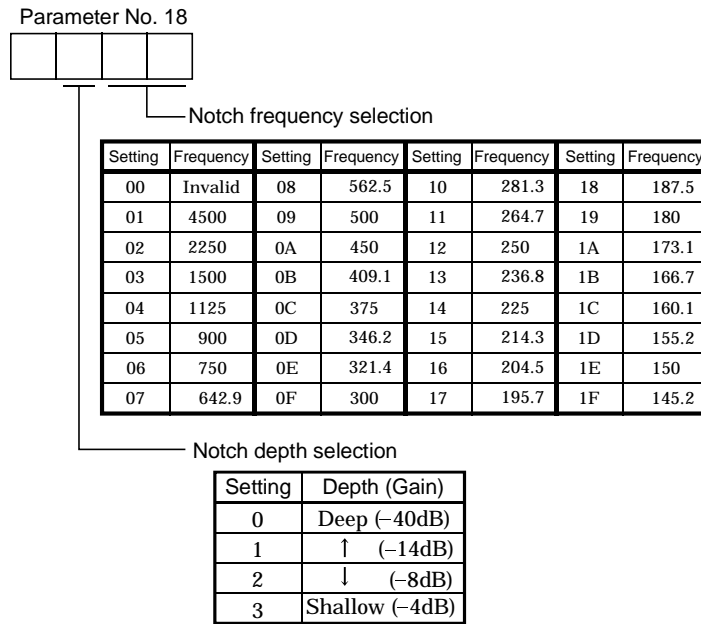 Parameter No. 18
Notch frequency selection
Setting Frequency Setting Frequency Setting Frequency Setting Frequency
00 Invalid 08 562.5 10 281.3 18 187.5
01 4500 09 500 11 264.7 19 180
02 2250 0A 450 12 250 1A 173.1
03 1500 0B 409.1 13 236.8 1B 166.7
04 1125 0C 375 14 225 1C 160.1
05 900 0D 346.2 15 214.3 1D 155.2
06 750 0E 321.4 16 204.5 1E 150
07 642.9 0F 300 17 195.7 1F 145.2
Notch depth selection
Setting Depth (Gain)
0 Deep (−40dB)
1 ↑ (−14dB)
2 ↓ (−8dB)
3 Shallow (−4dB)